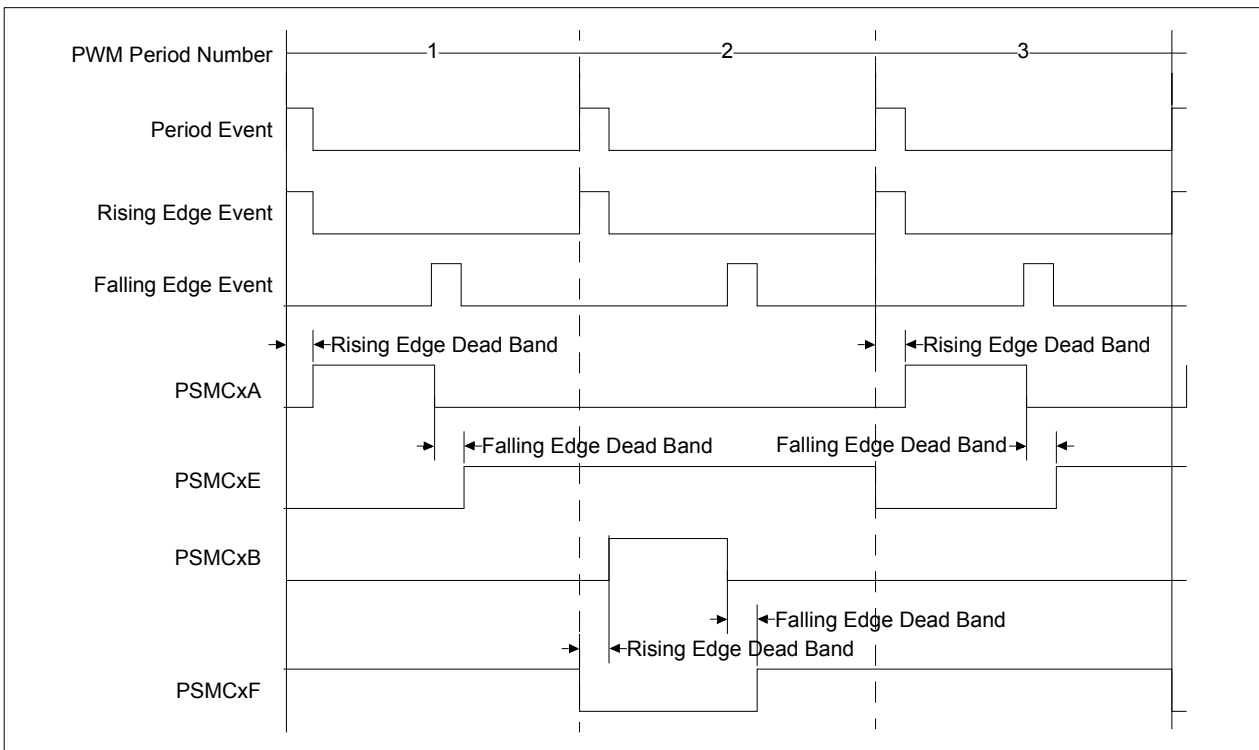 PWM Period Number
1
2
3
Period Event
Rising Edge Event
Falling Edge Event
Rising Edge Dead Band
Rising Edge Dead Band
PSMCxA
Falling Edge Dead Band
Falling Edge Dead Band
PSMCxE
PSMCxB
Falling Edge Dead Band
Rising Edge Dead Band
PSMCxF